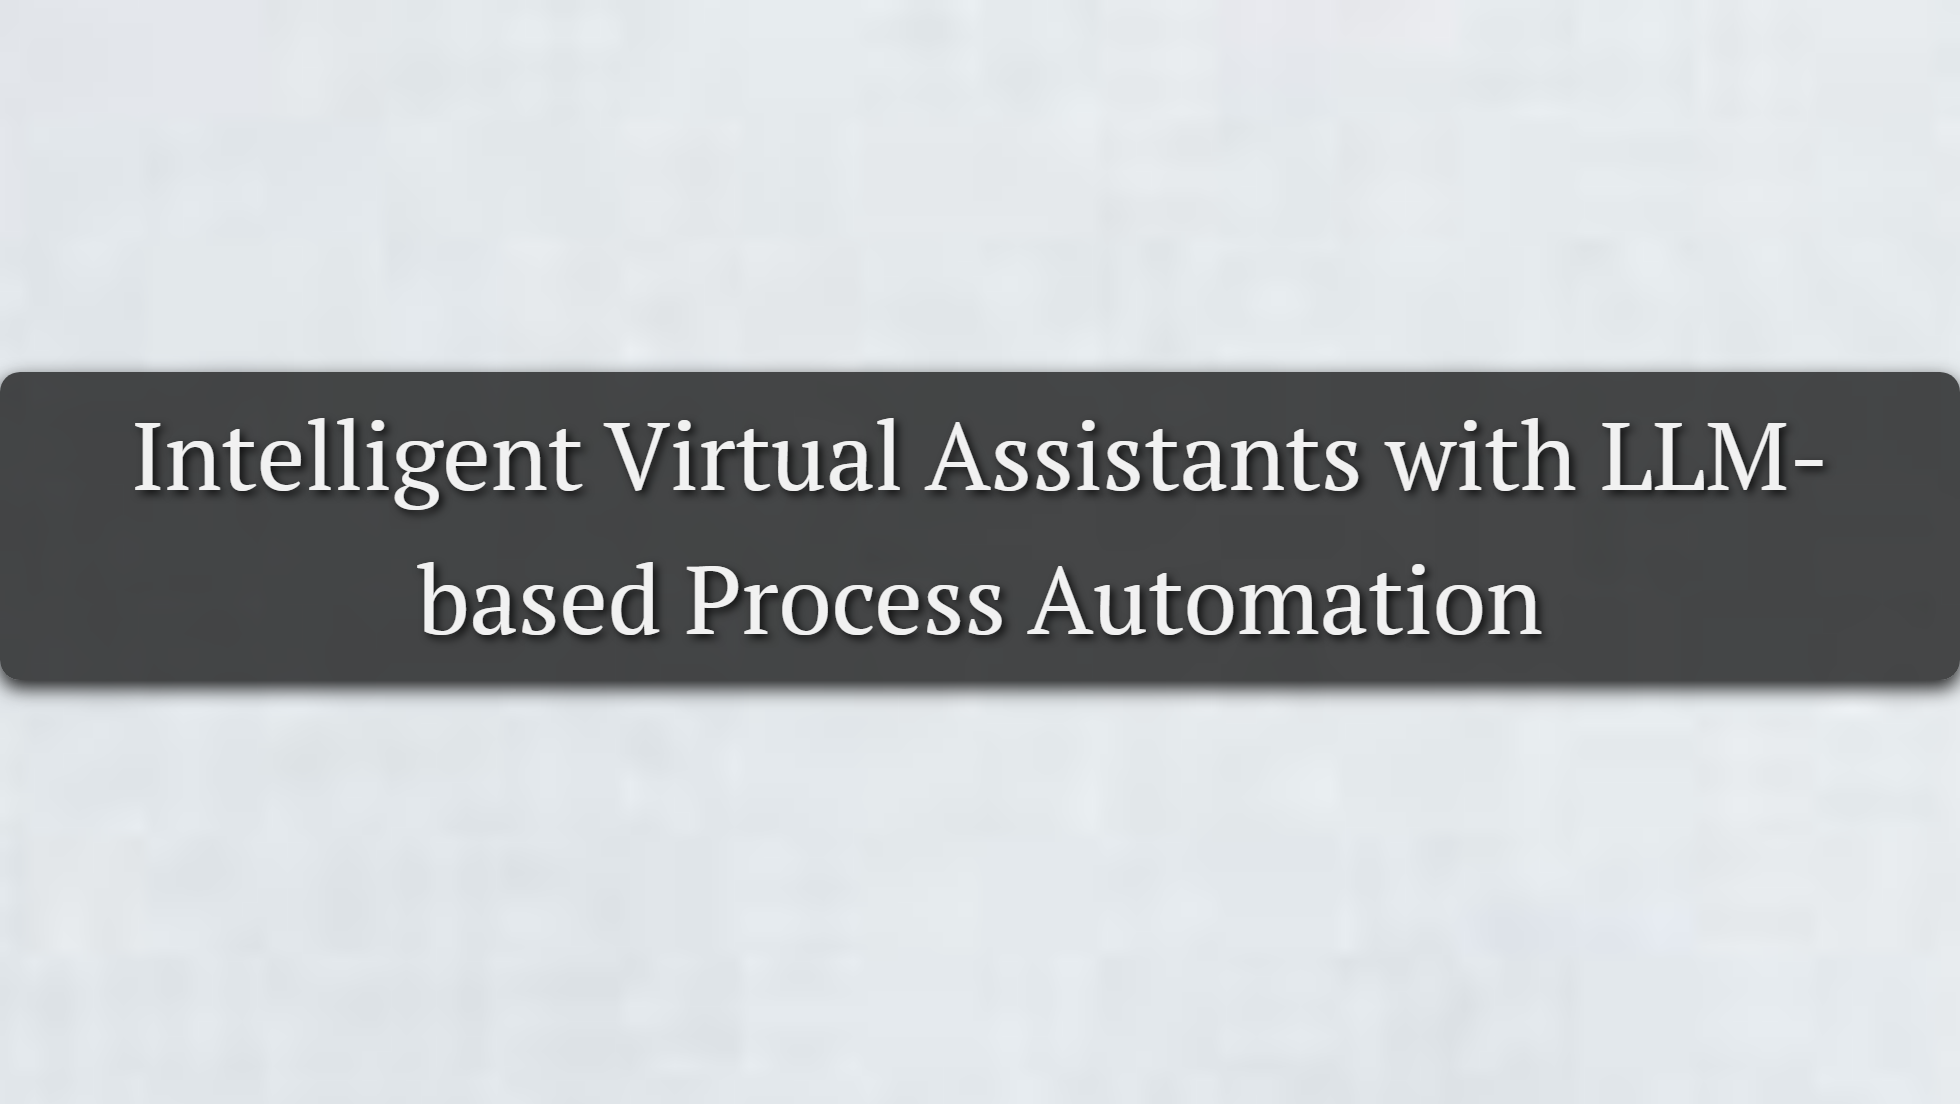 Intelligent Virtual Assistants with LLM-
based Process Automation